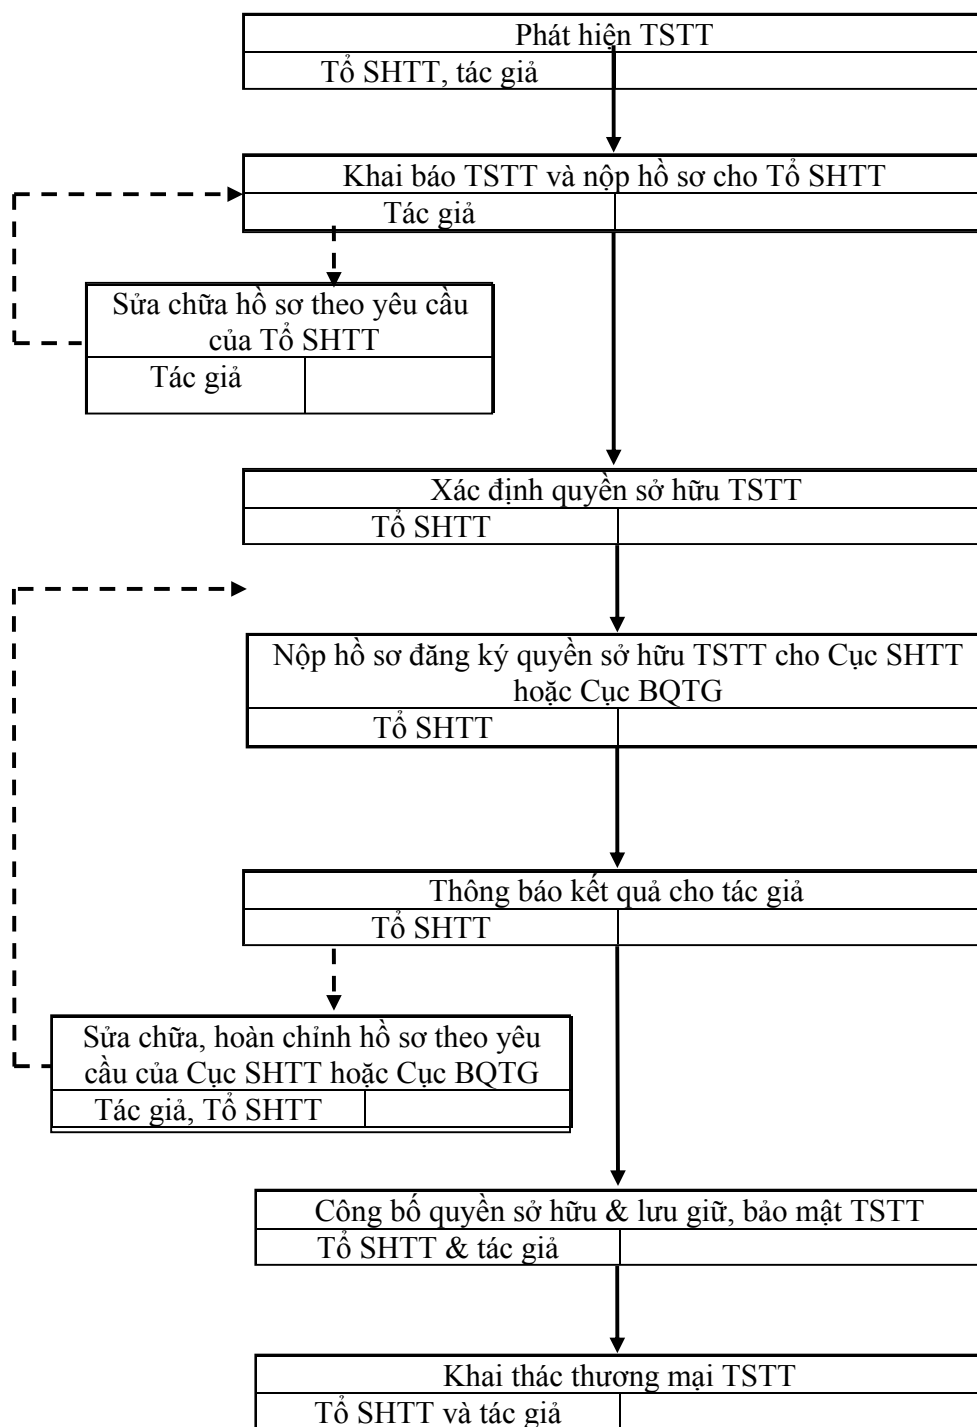 Phát hiện TSTT
Tổ SHTT, tác giả
Khai báo TSTT và nộp hồ sơ cho Tổ SHTT
Tác giả
Sửa chữa hồ sơ theo yêu cầu
của Tổ SHTT
Tác giả
Xác định quyền sở hữu TSTT
Tổ SHTT
Nộp hồ sơ đăng ký quyền sở hữu TSTT cho Cục SHTT
hoặc Cục BQTG
Tổ SHTT
Thông báo kết quả cho tác giả
Tổ SHTT
Sửa chữa, hoàn chỉnh hồ sơ theo yêu
cầu của Cục SHTT hoặc Cục BQTG
Tác giả, Tổ SHTT
Công bố quyền sở hữu & lưu giữ, bảo mật TSTT
Tổ SHTT & tác giả
Khai thác thương mại TSTT
Tổ SHTT và tác giả